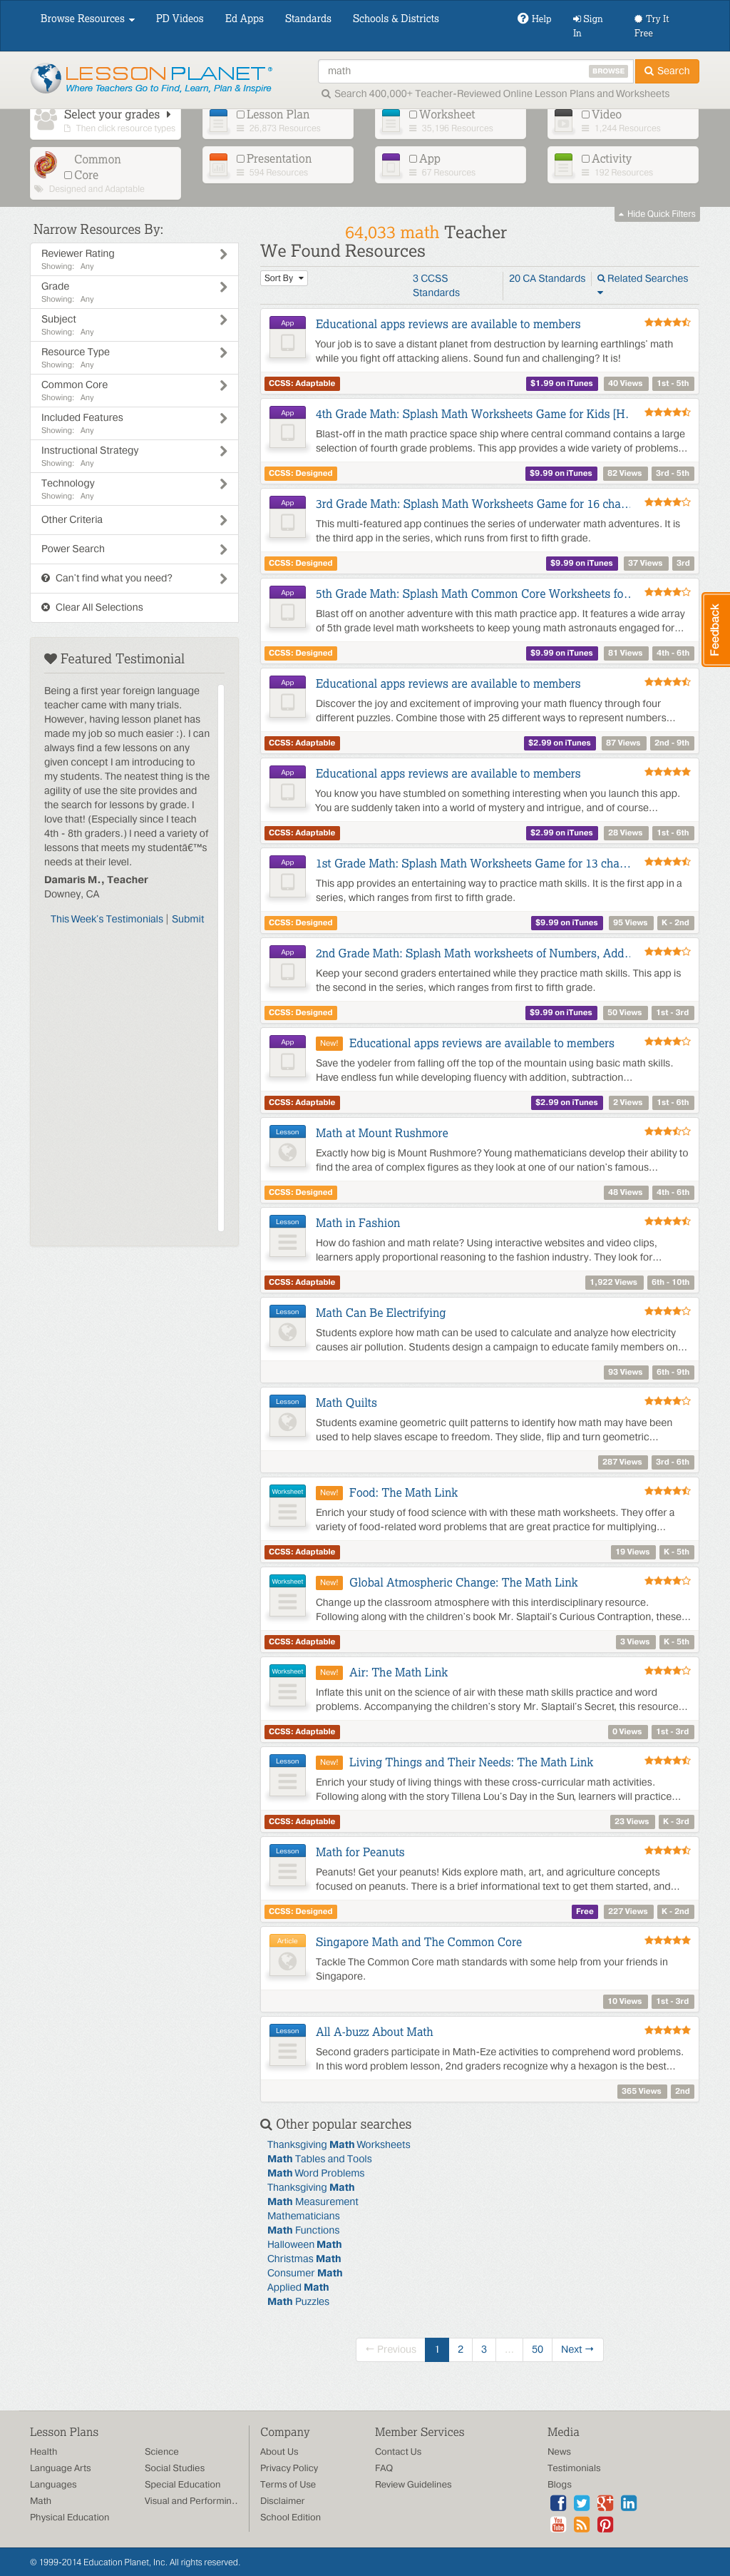 Browse Resources
PD Videos
Ed Apps
Standards
Schools & Districts
Help
Sign In
Try It Free
LESSON PLANET®
Where Teachers Go to Find, Learn, Plan & Inspire
math
BROWSE
Search
Search 400,000+ Teacher-Reviewed Online Lesson Plans and Worksheets
Select your grades
Then click resource types
Lesson Plan
26,873 Resources
Worksheet
35,196 Resources
Video
1,244 Resources
Common Core
Designed and Adaptable
Presentation
594 Resources
App
67 Resources
Activity
192 Resources
Hide Quick Filters
Narrow Resources By:
Reviewer Rating
Showing: Any
Grade
Showing: Any
Subject
Showing: Any
Resource Type
Showing: Any
Common Core
Showing: Any
Included Features
Showing: Any
Instructional Strategy
Showing: Any
Technology
Showing: Any
Other Criteria
Power Search
Can't find what you need?
Clear All Selections
Featured Testimonial
Being a first year foreign language
teacher came with many trials.
However, having lesson planet has
made my job so much easier :). I can
always find a few lessons on any
given concept I am introducing to
my students. The neatest thing is the
agility of use the site provides and
the search for lessons by grade. I
love that! (Especially since I teach
4th - 8th graders.) I need a variety of
lessons that meets my studentâ€™s
needs at their level.
Damaris M., Teacher
Downey, CA
This Week's Testimonials | Submit
64,033 math Teacher
We Found Resources
Sort By
3 CCSS Standards
20 CA Standards
Related Searches
App
Educational apps reviews are available to members
Your job is to save a distant planet from destruction by learning earthlings' math
while you fight off attacking aliens. Sound fun and challenging? It is!
CCSS: Adaptable
$1.99 on iTunes
40 Views
1st - 5th
App
4th Grade Math: Splash Math Worksheets Game for Kids [H..
Blast-off in the math practice space ship where central command contains a large
selection of fourth grade problems. This app provides a wide variety of problems...
CCSS: Designed
$9.99 on iTunes
82 Views
3rd - 5th
App
3rd Grade Math: Splash Math Worksheets Game for 16 cha...
This multi-featured app continues the series of underwater math adventures. It is
the third app in the series, which runs from first to fifth grade.
CCSS: Designed
$9.99 on iTunes
37 Views
3rd
App
5th Grade Math: Splash Math Common Core Worksheets fo...
Blast off on another adventure with this math practice app. It features a wide array
of 5th grade level math worksheets to keep young math astronauts engaged for...
CCSS: Designed
$9.99 on iTunes
81 Views
4th - 6th
Feedback
App
Educational apps reviews are available to members
Discover the joy and excitement of improving your math fluency through four
different puzzles. Combine those with 25 different ways to represent numbers...
CCSS: Adaptable
$2.99 on iTunes
87 Views
2nd - 9th
App
Educational apps reviews are available to members
You know you have stumbled on something interesting when you launch this app.
You are suddenly taken into a world of mystery and intrigue, and of course...
CCSS: Adaptable
$2.99 on iTunes
28 Views
1st - 6th
App
1st Grade Math: Splash Math Worksheets Game for 13 cha...
This app provides an entertaining way to practice math skills. It is the first app in a
series, which ranges from first to fifth grade.
CCSS: Designed
$9.99 on iTunes
95 Views
K - 2nd
App
2nd Grade Math: Splash Math worksheets of Numbers, Add..
Keep your second graders entertained while they practice math skills. This app is
the second in the series, which ranges from first to fifth grade.
CCSS: Designed
$9.99 on iTunes
50 Views
1st - 3rd
App
New! Educational apps reviews are available to members
Save the yodeler from falling off the top of the mountain using basic math skills.
Have endless fun while developing fluency with addition, subtraction...
CCSS: Adaptable
$2.99 on iTunes
2 Views
1st - 6th
Lesson
Math at Mount Rushmore
Exactly how big is Mount Rushmore? Young mathematicians develop their ability to
find the area of complex figures as they look at one of our nation's famous...
CCSS: Designed
48 Views
4th - 6th
Lesson
Math in Fashion
How do fashion and math relate? Using interactive websites and video clips,
learners apply proportional reasoning to the fashion industry. They look for...
CCSS: Adaptable
1,922 Views
6th - 10th
Lesson
Math Can Be Electrifying
Students explore how math can be used to calculate and analyze how electricity
causes air pollution. Students design a campaign to educate family members on...
93 Views
6th - 9th
Lesson
Math Quilts
Students examine geometric quilt patterns to identify how math may have been
used to help slaves escape to freedom. They slide, flip and turn geometric...
287 Views
3rd - 6th
Worksheet
New! Food: The Math Link
Enrich your study of food science with with these math worksheets. They offer a
variety of food-related word problems that are great practice for multiplying...
CCSS: Adaptable
19 Views
K - 5th
Worksheet
New! Global Atmospheric Change: The Math Link
Change up the classroom atmosphere with this interdisciplinary resource.
Following along with the children's book Mr. Slaptail's Curious Contraption, these...
CCSS: Adaptable
3 Views
K - 5th
Worksheet
New! Air: The Math Link
Inflate this unit on the science of air with these math skills practice and word
problems. Accompanying the children's story Mr. Slaptail's Secret, this resource...
CCSS: Adaptable
0 Views
1st - 3rd
Lesson
New! Living Things and Their Needs: The Math Link
Enrich your study of living things with these cross-curricular math activities.
Following along with the story Tillena Lou's Day in the Sun, learners will practice...
CCSS: Adaptable
23 Views
K - 3rd
Lesson
Math for Peanuts
Peanuts! Get your peanuts! Kids explore math, art, and agriculture concepts
focused on peanuts. There is a brief informational text to get them started, and...
CCSS: Designed
Free
227 Views
K - 2nd
Article
Singapore Math and The Common Core
Tackle The Common Core math standards with some help from your friends in
Singapore.
10 Views
1st - 3rd
Lesson
All A-buzz About Math
Second graders participate in Math-Eze activities to comprehend word problems.
In this word problem lesson, 2nd graders recognize why a hexagon is the best...
365 Views
2nd
Other popular searches
Thanksgiving Math Worksheets
Math Tables and Tools
Math Word Problems
Thanksgiving Math
Math Measurement
Mathematicians
Math Functions
Halloween Math
Christmas Math
Consumer Math
Applied Math
Math Puzzles
← Previous 1 2 3 … 50 Next →
Lesson Plans
Health
Language Arts
Languages
Math
Physical Education
Science
Social Studies
Special Education
Visual and Performin..
Company
About Us
Privacy Policy
Terms of Use
Disclaimer
School Edition
Member Services
Contact Us
FAQ
Review Guidelines
Media
News
Testimonials
Blogs
© 1999-2014 Education Planet, Inc. All rights reserved.